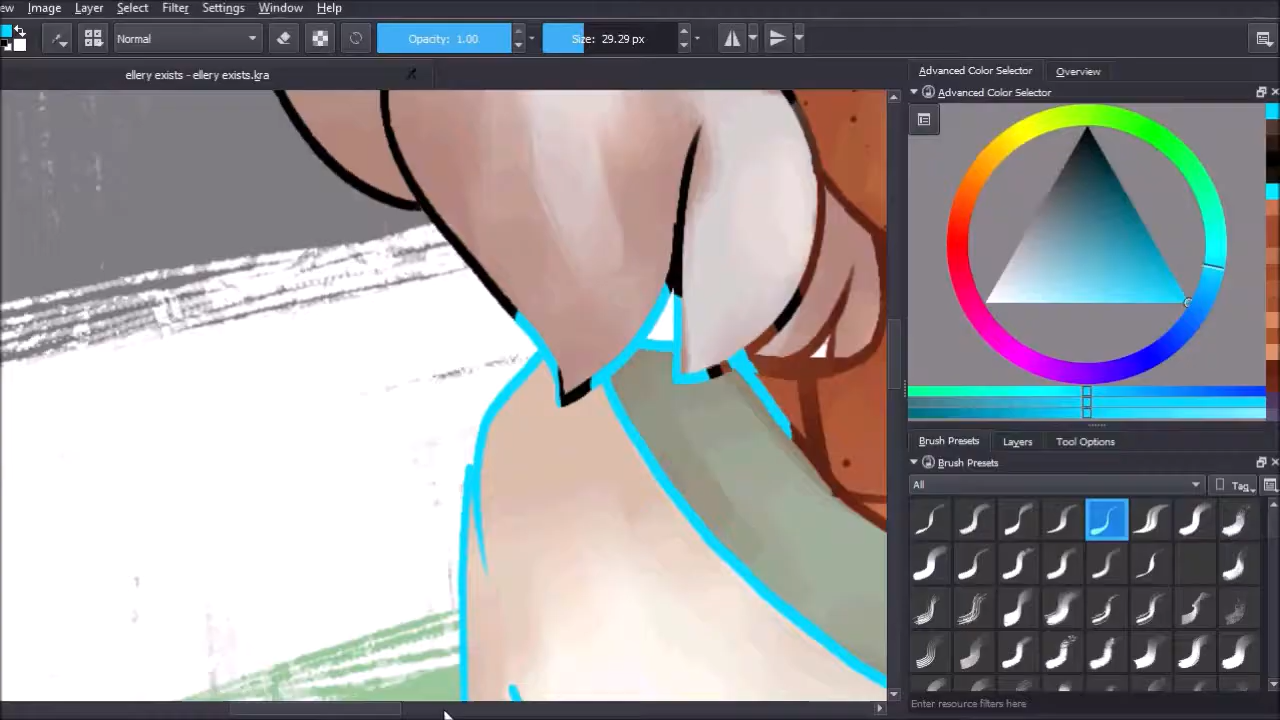 ew Image Layer Select Filter Settings Window Help
Normal Opacity: 1.00 Size: 29.29 px
ellery exists - ellery exists.kra
Advanced Color Selector Overview
Advanced Color Selector
Brush Presets Layers Tool Options
Brush Presets
All Tag
Enter resource filters here